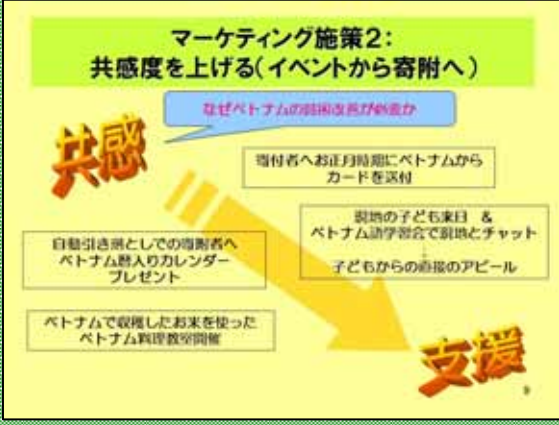 マーケティング施策2:
共感度を上げる(イベントから寄附へ)
なぜベトナムの貧困改善が必要か
共感
寄付者へお正月時期にベトナムから
カードを送付
現地の子ども来日 &
ベトナム語学習会で現地とチャット
↓
子どもからの直接のアピール
自動引き落としでの寄附者へ
ベトナム暦入りカレンダー
プレゼント
ベトナムで収穫したお米を使った
ベトナム料理教室開催
支援
9